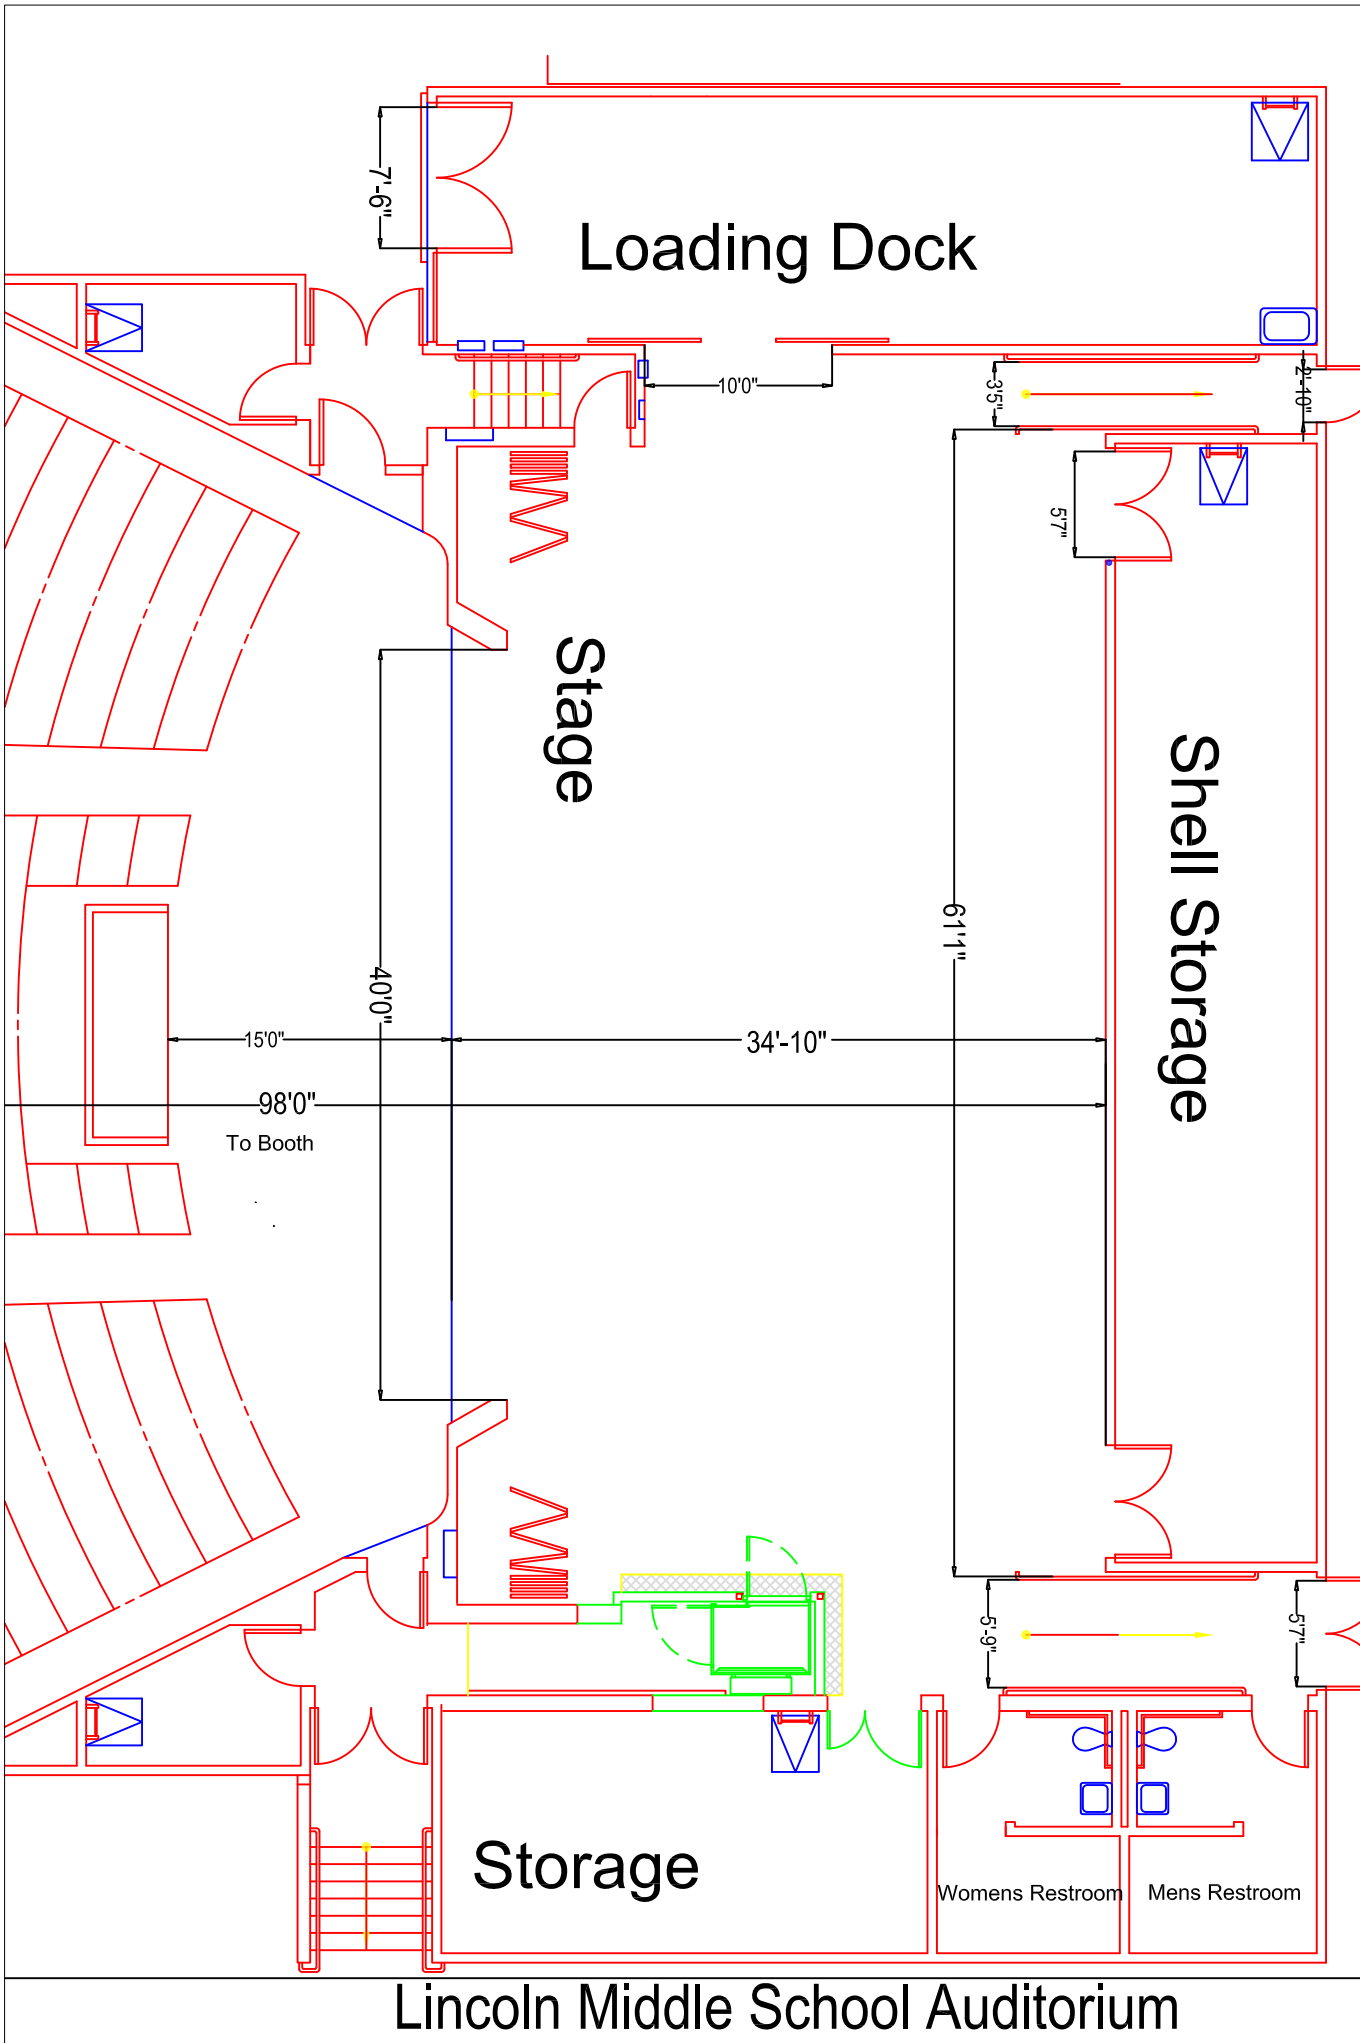 7'-6"
Loading Dock
10'0"
3'5"
2'-10"
5'7"
Stage
Shell Storage
61'1"
40'0"
15'0"
34'-10"
98'0"
To Booth
5'-9"
5'7"
Storage
Womens Restroom
Mens Restroom
Lincoln Middle School Auditorium